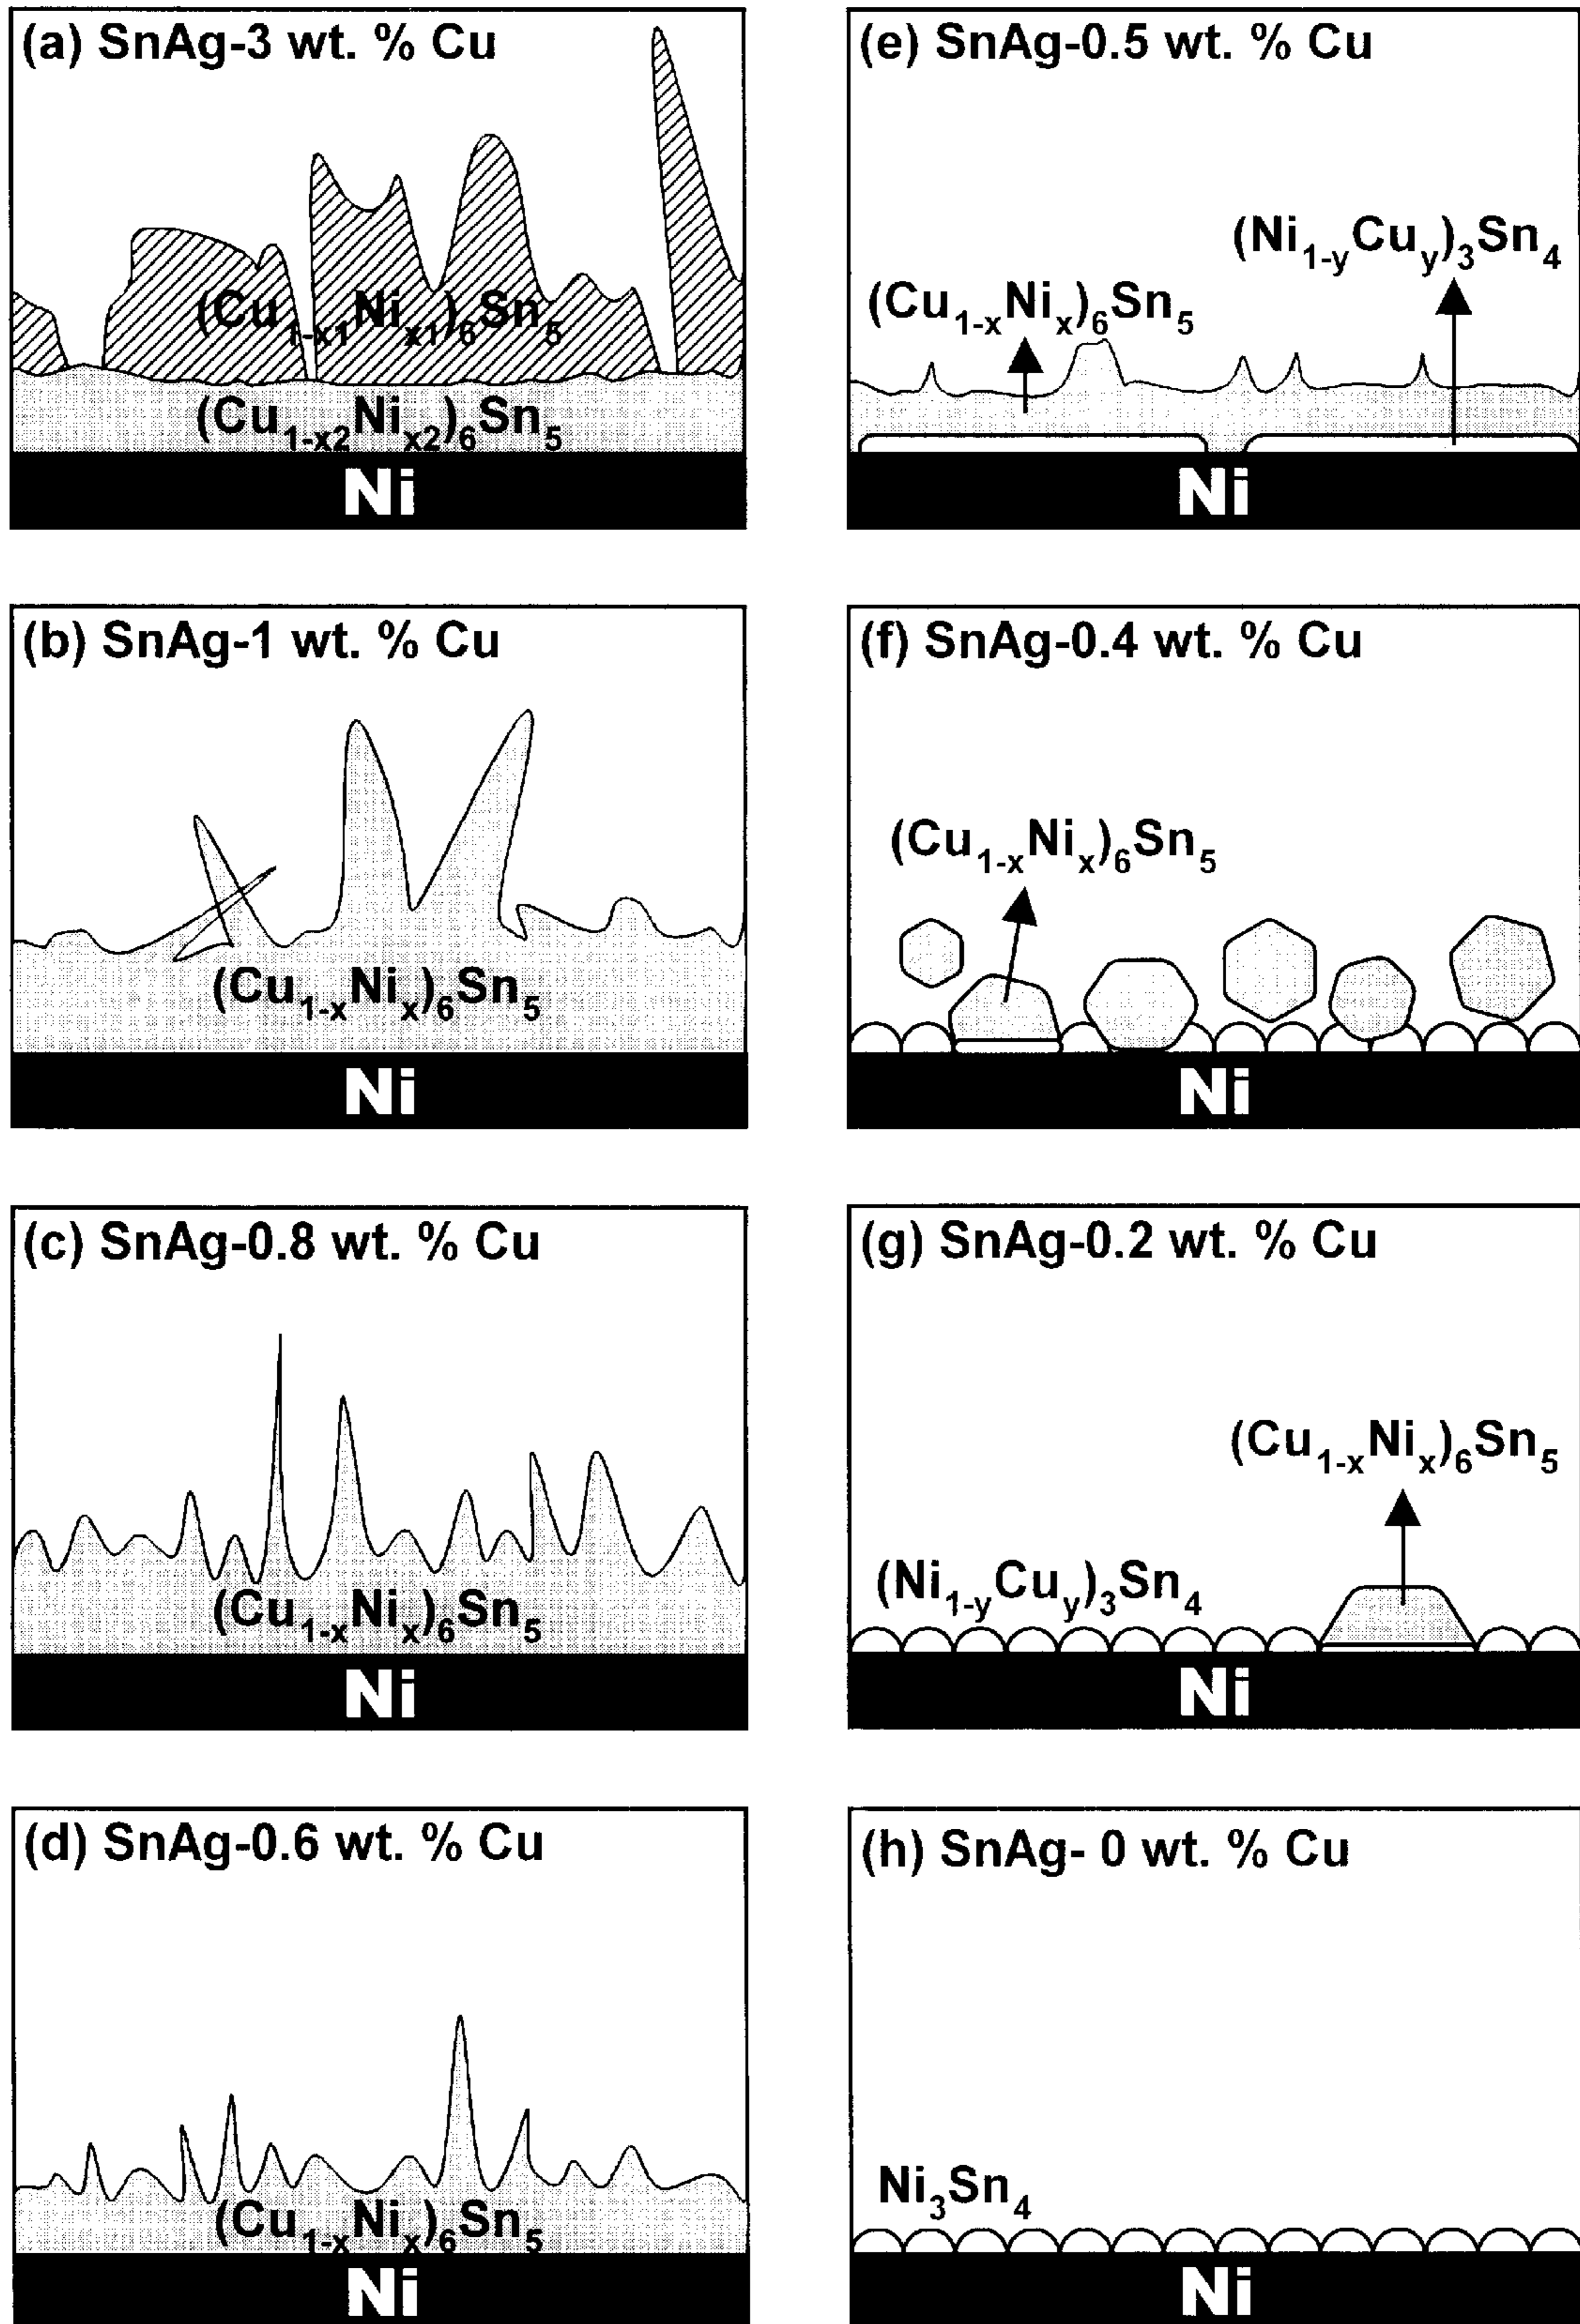 (a) SnAg-3 wt. % Cu
(Cu1-x1Nix1)6Sn5
(Cu1-x2Nix2)6Sn5
Ni
(b) SnAg-1 wt. % Cu
(Cu1-xNix)6Sn5
Ni
(c) SnAg-0.8 wt. % Cu
(Cu1-xNix)6Sn5
Ni
(d) SnAg-0.6 wt. % Cu
(Cu1-xNix)6Sn5
Ni
(e) SnAg-0.5 wt. % Cu
(Ni1-yCuy)3Sn4
(Cu1-xNix)6Sn5
Ni
(f) SnAg-0.4 wt. % Cu
(Cu1-xNix)6Sn5
Ni
(g) SnAg-0.2 wt. % Cu
(Cu1-xNix)6Sn5
(Ni1-yCuy)3Sn4
Ni
(h) SnAg- 0 wt. % Cu
Ni3Sn4
Ni